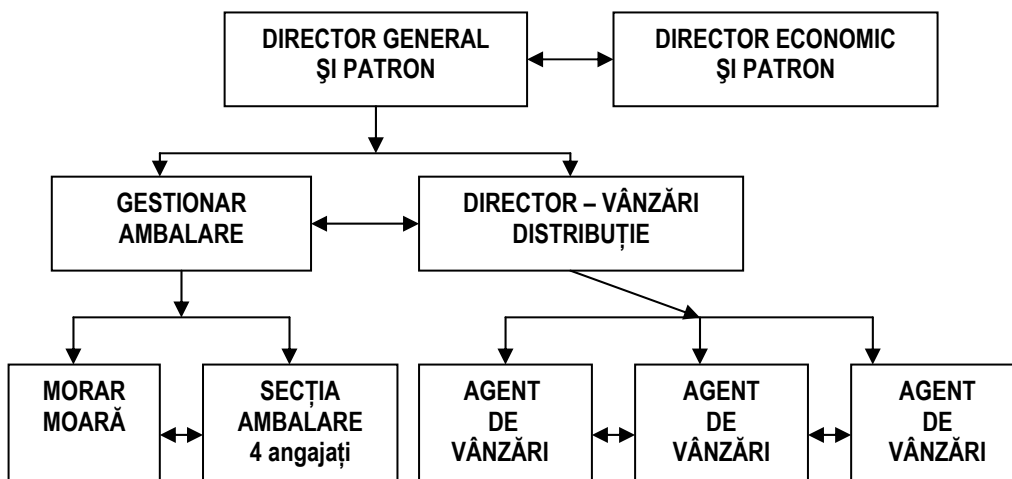 DIRECTOR GENERAL
ŞI PATRON
DIRECTOR ECONOMIC
ŞI PATRON
GESTIONAR
AMBALARE
DIRECTOR – VÂNZĂRI
DISTRIBUȚIE
MORAR
MOARĂ
SECȚIA
AMBALARE
4 angajați
AGENT
DE
VÂNZĂRI
AGENT
DE
VÂNZĂRI
AGENT
DE
VÂNZĂRI